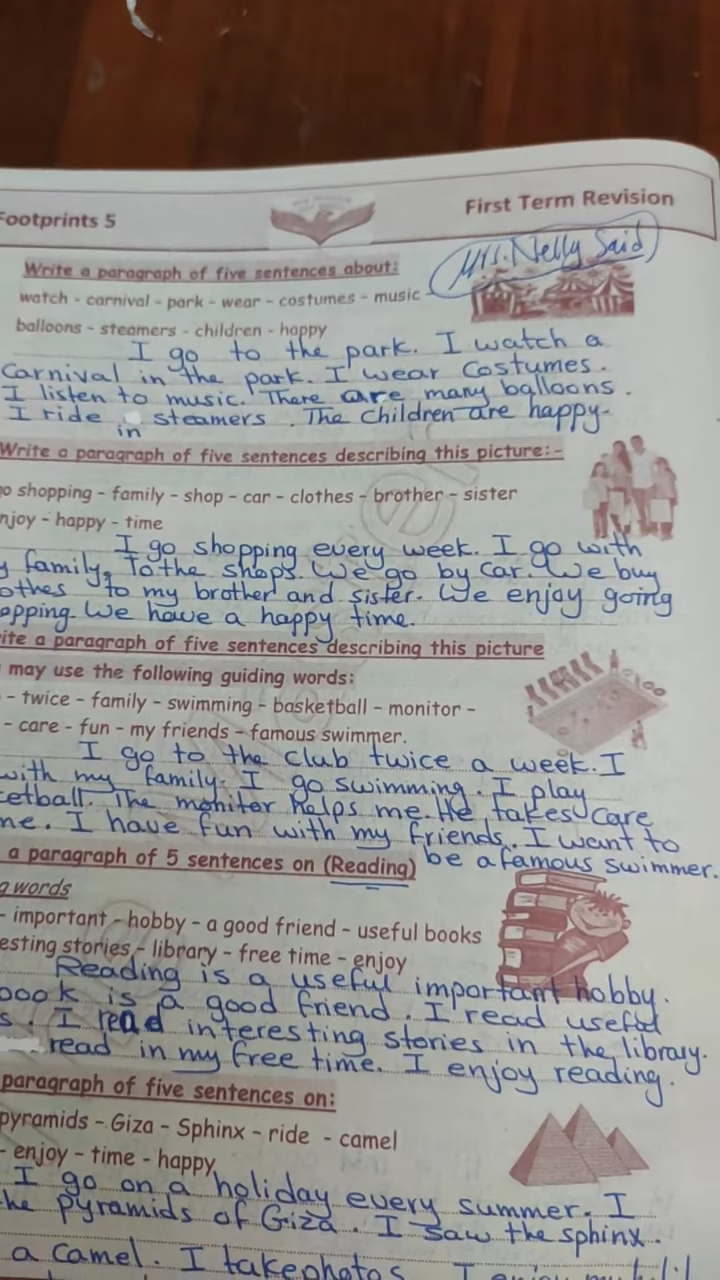 Footprints 5
First Term Revision
Mrs. Nelly Said
Write a paragraph of five sentences about:
watch - carnival - park - wear - costumes - music -
balloons - steamers - children - happy
I go to the park. I watch a
Carnival in the park. I wear Costumes.
I listen to music. There are many balloons.
I ride in steamers. The children are happy.
Write a paragraph of five sentences describing this picture:-
o shopping - family - shop - car - clothes - brother - sister
njoy - happy - time
I go shopping every week. I go with
y family, to the shops. We go by car. We buy
othes to my brother and sister. We enjoy going
opping. We have a happy time.
ite a paragraph of five sentences describing this picture
may use the following guiding words:
- twice - family - swimming - basketball - monitor -
- care - fun - my friends - famous swimmer.
I go to the club twice a week. I
with my family. I go swimming. I play
cetball. The moniter helps me. He takes care
me. I have fun with my friends. I want to
be a famous swimmer.
a paragraph of 5 sentences on (Reading)
g words
- important - hobby - a good friend - useful books
esting stories - library - free time - enjoy
Reading is a useful important hobby.
book is a good friend. I read useful
s. I read interesting stories in the library.
read in my free time. I enjoy reading.
paragraph of five sentences on:
pyramids - Giza - Sphinx - ride - camel
- enjoy - time - happy
I go on a holiday every summer. I
he pyramids of Giza. I saw the sphinx.
a camel. I take photos. I enjoy my